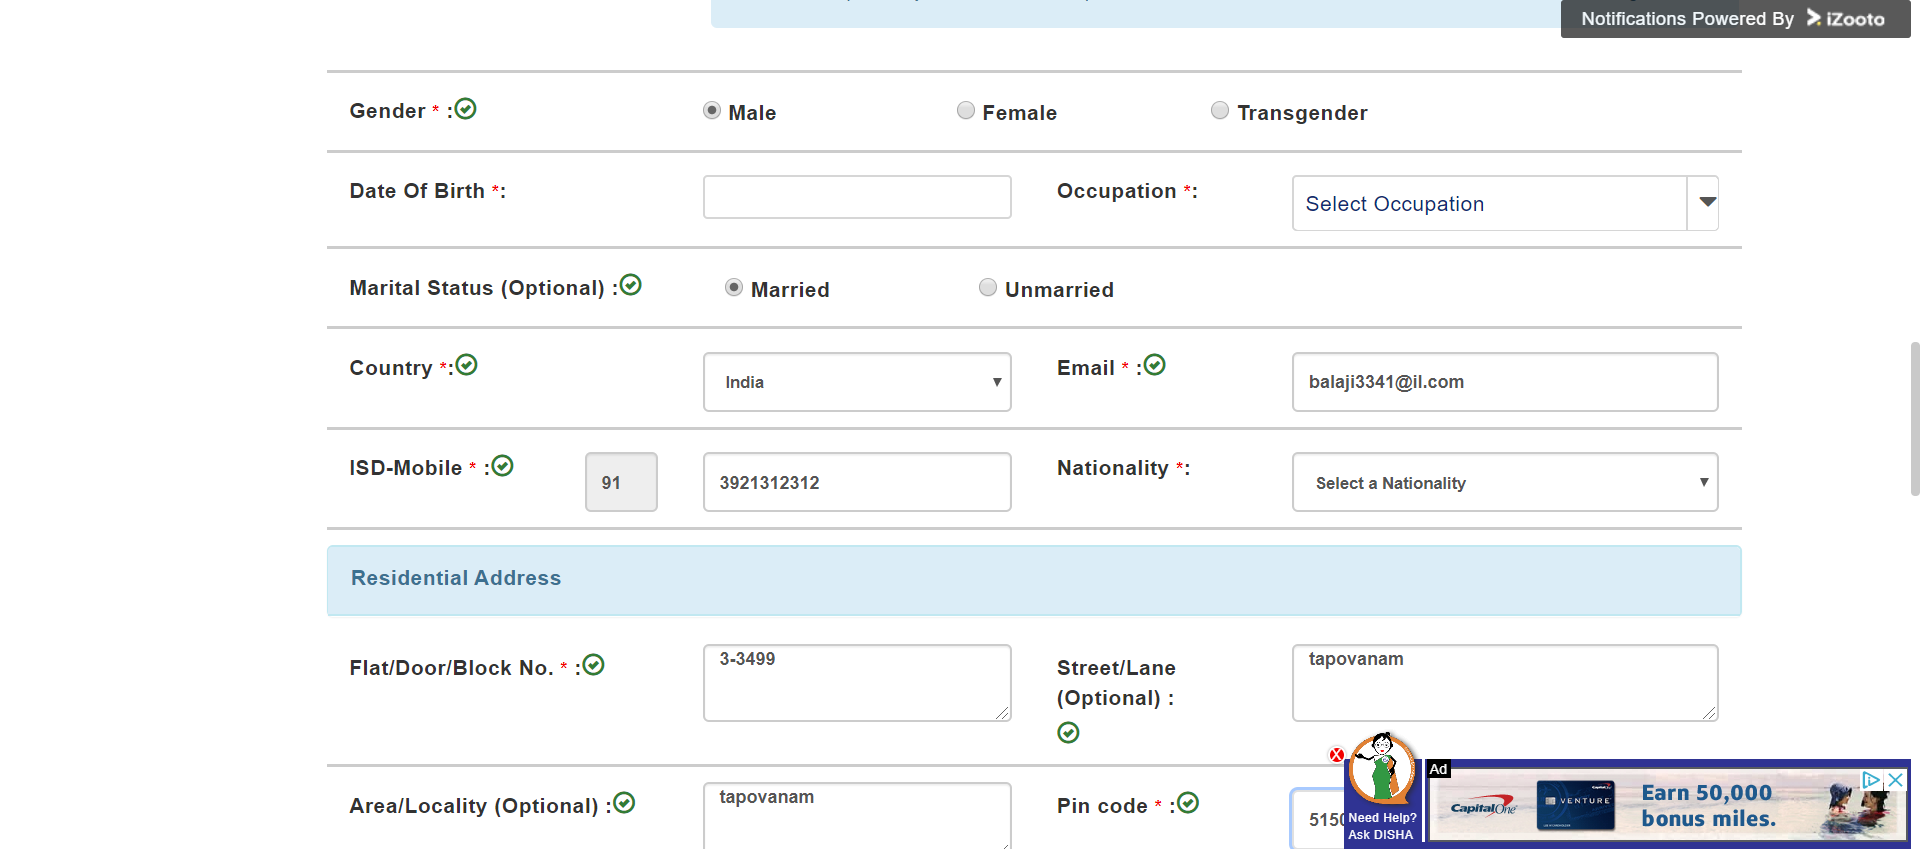 Notifications Powered By iZooto
Gender * :
Male
Female
Transgender
Date Of Birth *:
Occupation *:
Select Occupation
Marital Status (Optional) :
Married
Unmarried
Country *:
India
Email * :
balaji3341@il.com
ISD-Mobile * :
91
3921312312
Nationality *:
Select a Nationality
Residential Address
Flat/Door/Block No. * :
3-3499
Street/Lane
(Optional) :
tapovanam
Area/Locality (Optional) :
tapovanam
Pin code * :
5150
X
Need Help?
Ask DISHA
Ad
Capital One
VENTURE
Earn 50,000
bonus miles.